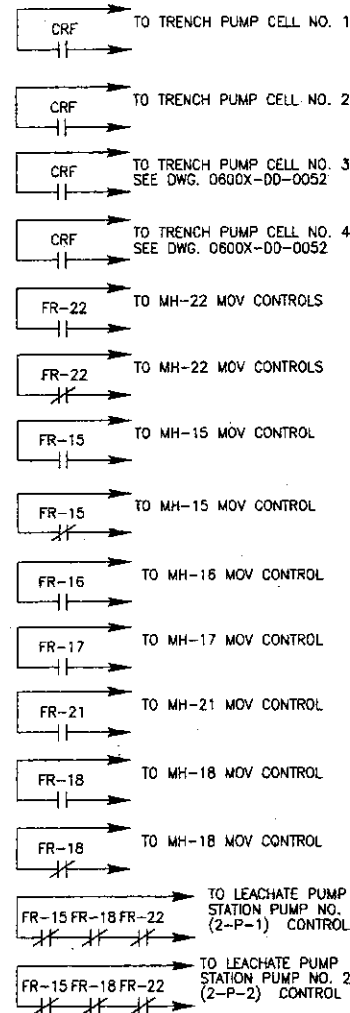 CRF
TO TRENCH PUMP CELL NO. 1
CRF
TO TRENCH PUMP CELL NO. 2
CRF
TO TRENCH PUMP CELL NO. 3
SEE DWG. 0600X-DD-0052
CRF
TO TRENCH PUMP CELL NO. 4
SEE DWG. 0600X-DD-0052
FR-22
TO MH-22 MOV CONTROLS
FR-22
TO MH-22 MOV CONTROLS
FR-15
TO MH-15 MOV CONTROL
FR-15
TO MH-15 MOV CONTROL
FR-16
TO MH-16 MOV CONTROL
FR-17
TO MH-17 MOV CONTROL
FR-21
TO MH-21 MOV CONTROL
FR-18
TO MH-18 MOV CONTROL
FR-18
TO MH-18 MOV CONTROL
TO LEACHATE PUMP
STATION PUMP NO.
(2-P-1) CONTROL
FR-15 FR-18 FR-22
TO LEACHATE PUMP
STATION PUMP NO. 2
(2-P-2) CONTROL
FR-15 FR-18 FR-22